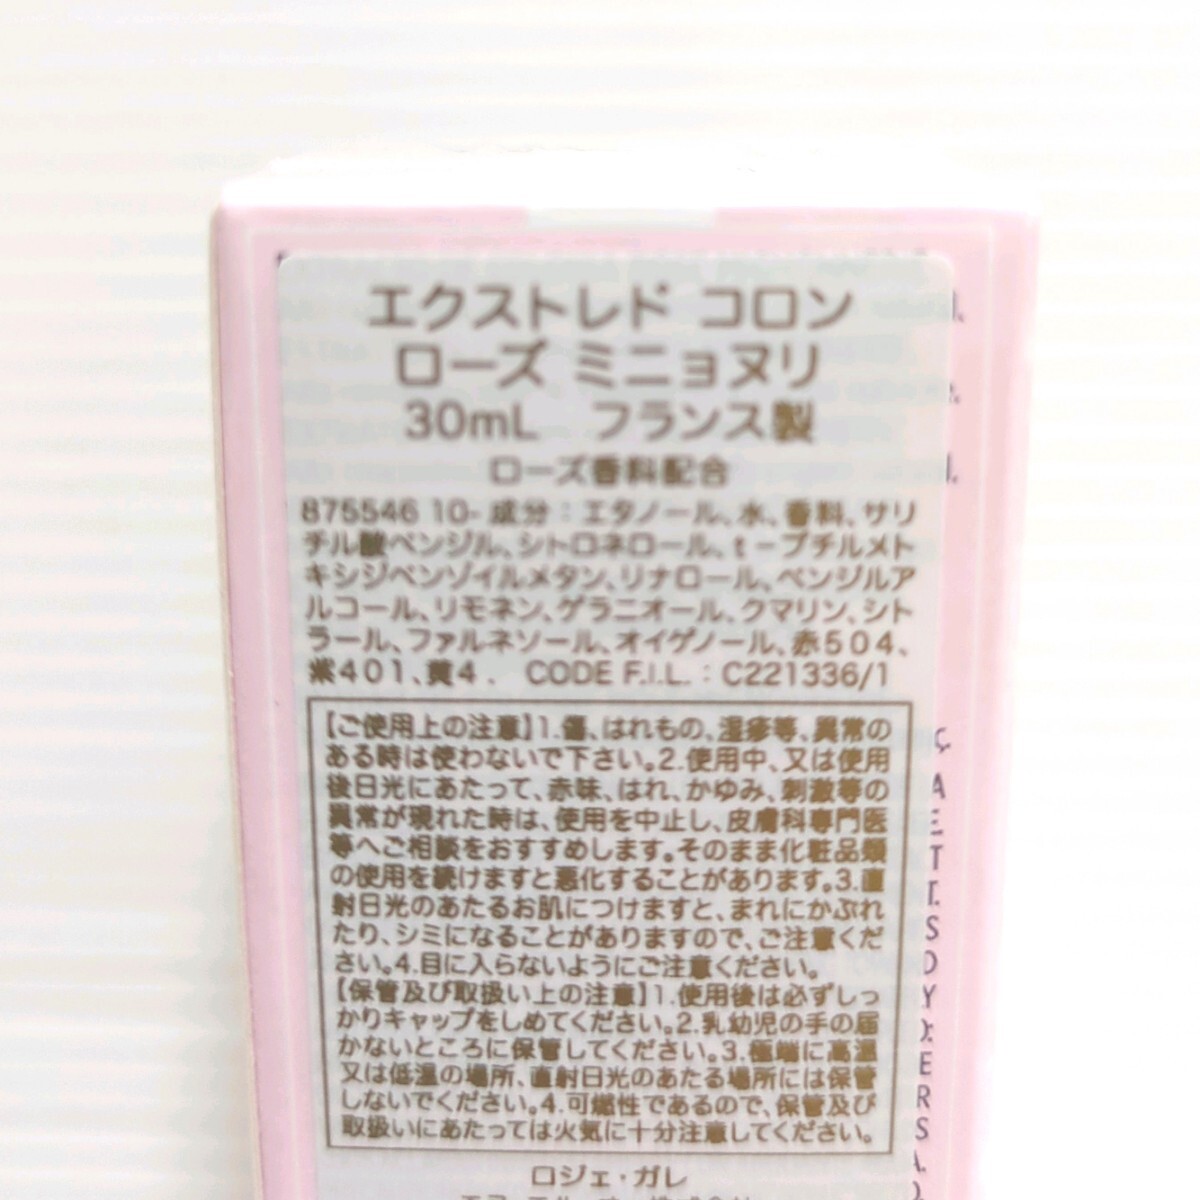 エクストレド コロン
ローズ ミニョヌリ
30mL フランス製
ローズ香料配合
875546 10- 成分：エタノール、水、香料、サリ
チル酸ベンジル、シトロネロール、t－ブチルメト
キシジベンゾイルメタン、リナロール、ベンジルア
ルコール、リモネン、ゲラニオール、クマリン、シト
ラール、ファルネソール、オイゲノール、赤504、
紫401、黄4． CODE F.I.L. : C221336/1
【ご使用上の注意】1.傷、はれもの、湿疹等、異常の
ある時は使わないで下さい。2.使用中、又は使用
後日光にあたって、赤味、はれ、かゆみ、刺激等の
異常が現れた時は、使用を中止し、皮膚科専門医
等へご相談をおすすめします。そのまま化粧品類
の使用を続けますと悪化することがあります。3.直
射日光のあたるお肌につけますと、まれにかぶれ
たり、シミになることがありますので、ご注意くだ
さい。4.目に入らないようにご注意ください。
【保管及び取扱い上の注意】1.使用後は必ずしっ
かりキャップをしめてください。2.乳幼児の手の届
かないところに保管してください。3.極端に高温
又は低温の場所、直射日光のあたる場所には保管
しないでください。4.可燃性であるので、保管及び
取扱いにあたっては火気に十分注意してください。
ロジェ・ガレ